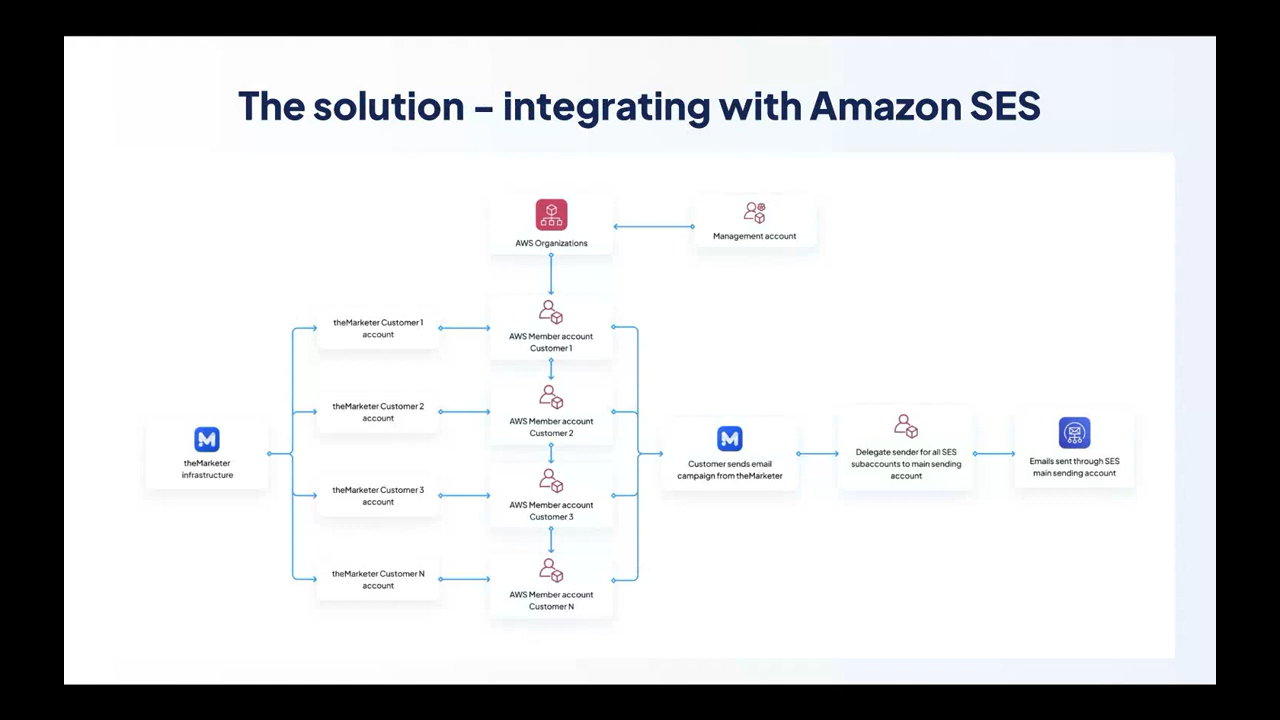 The solution – integrating with Amazon SES
AWS Organizations
Management account
theMarketer Customer 1
account
AWS Member account
Customer 1
theMarketer Customer 2
account
AWS Member account
Customer 2
theMarketer
infrastructure
Customer sends email
campaign from theMarketer
Delegate sender for all SES
subaccounts to main sending
account
Emails sent through SES
main sending account
theMarketer Customer 3
account
AWS Member account
Customer 3
theMarketer Customer N
account
AWS Member account
Customer N